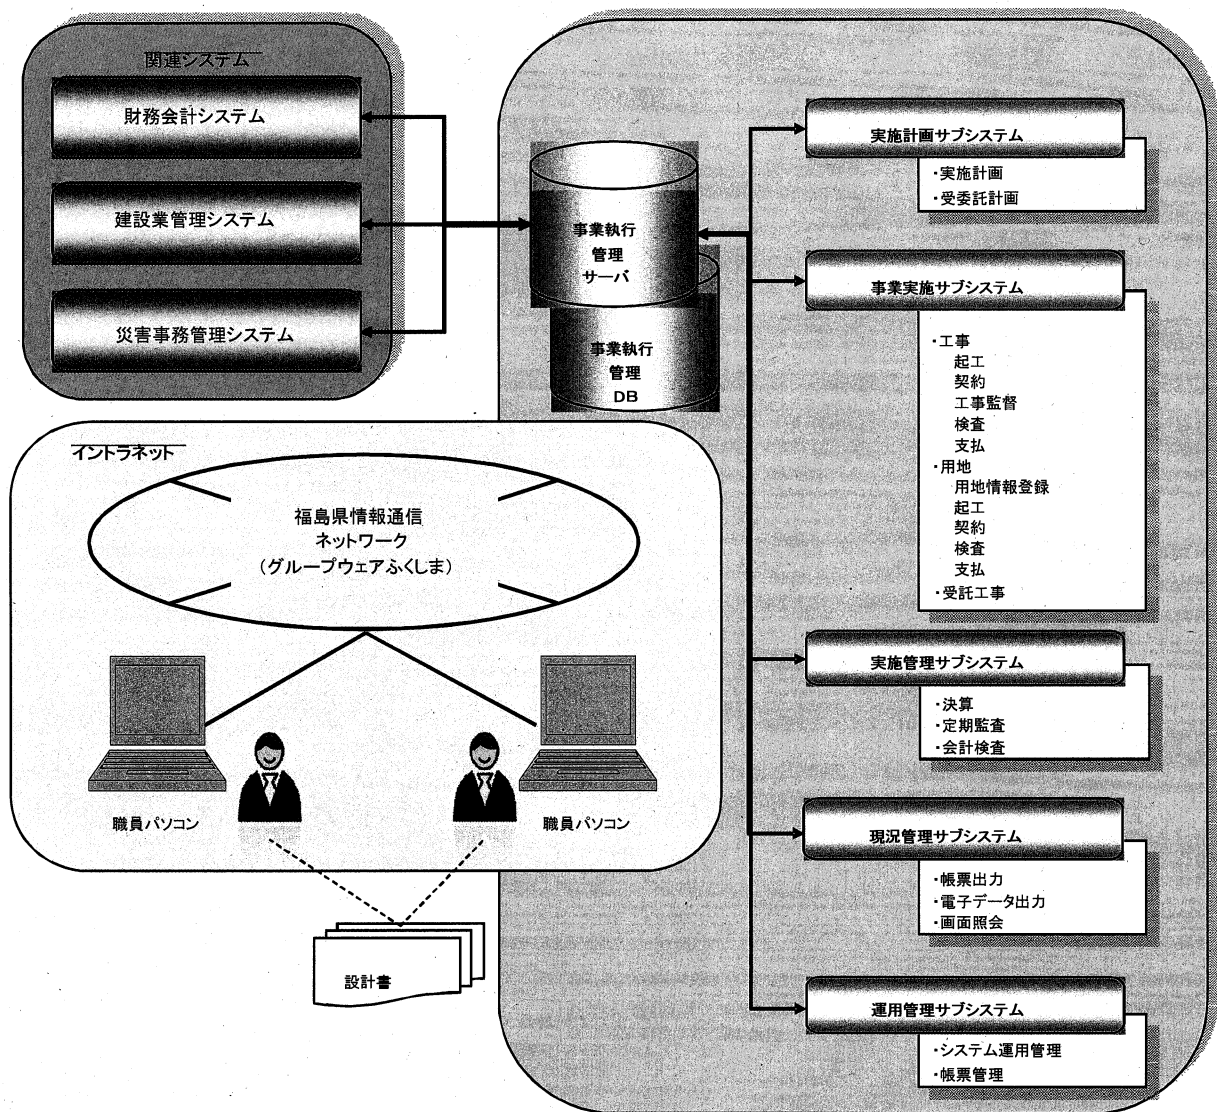 関連システム
財務会計システム
建設業管理システム
災害事務管理システム
事業執行
管理
サーバ
事業執行
管理
DB
実施計画サブシステム
・実施計画
・受委託計画
事業実施サブシステム
・工事
起工
契約
工事監督
検査
支払
・用地
用地情報登録
起工
契約
検査
支払
・受託工事
実施管理サブシステム
・決算
・定期監査
・会計検査
現況管理サブシステム
・帳票出力
・電子データ出力
・画面照会
運用管理サブシステム
・システム運用管理
・帳票管理
イントラネット
福島県情報通信
ネットワーク
（グループウェアふくしま）
職員パソコン
職員パソコン
設計書